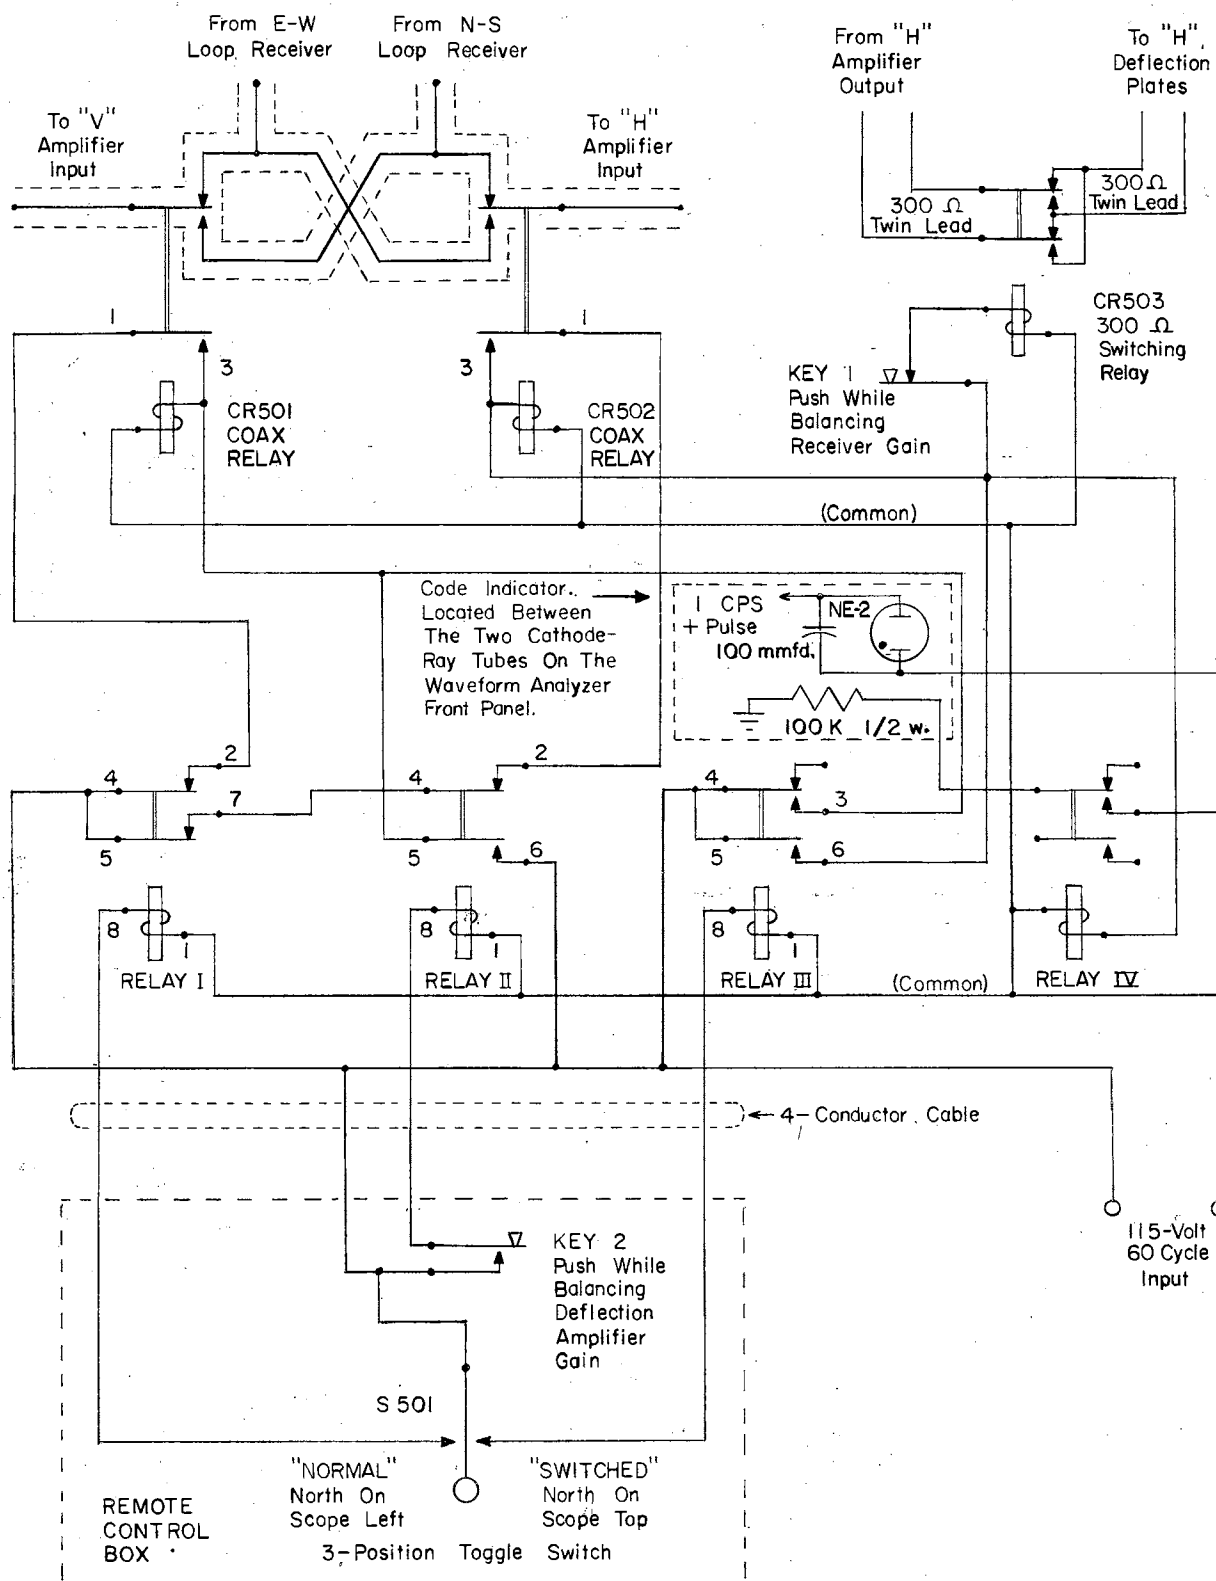 From E-W
Loop Receiver
From N-S
Loop Receiver
From "H"
Amplifier
Output
To "H"
Deflection
Plates
To "V"
Amplifier
Input
To "H"
Amplifier
Input
300 Ω
Twin Lead
300 Ω
Twin Lead
1
3
CR501
COAX
RELAY
1
3
CR502
COAX
RELAY
KEY 1
Push While
Balancing
Receiver Gain
CR503
300 Ω
Switching
Relay
(Common)
Code Indicator.
Located Between
The Two Cathode-
Ray Tubes On The
Waveform Analyzer
Front Panel.
1 CPS
+ Pulse
NE-2
100 mmfd.
100 K 1/2 w.
2
4
7
5
8
1
RELAY I
2
4
5
6
8
1
RELAY II
4
3
5
6
8
1
RELAY III
(Common)
RELAY IV
4-Conductor Cable
115-Volt
60 Cycle
Input
KEY 2
Push While
Balancing
Deflection
Amplifier
Gain
S 501
"NORMAL"
North On
Scope Left
"SWITCHED"
North On
Scope Top
3-Position Toggle Switch
REMOTE
CONTROL
BOX